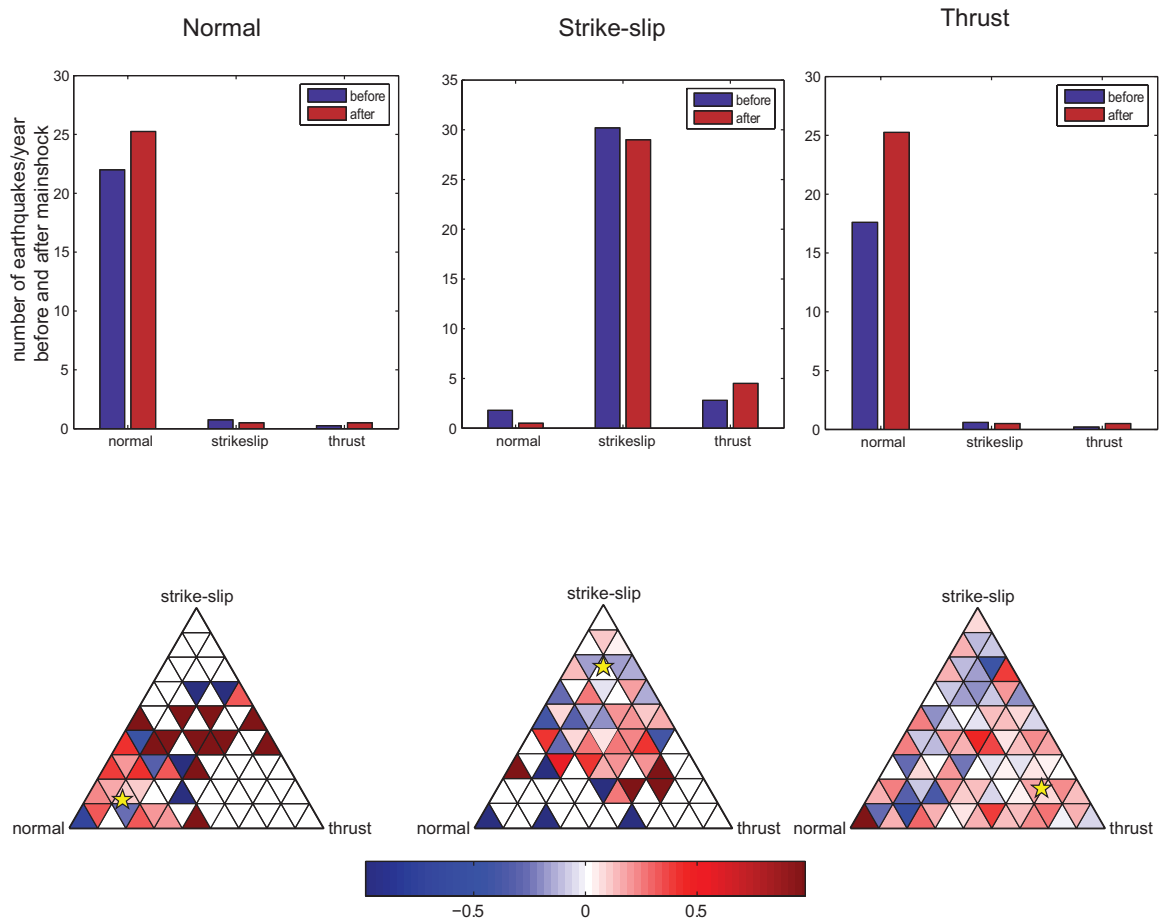 Normal
Strike-slip
Thrust
number of earthquakes/year
before and after mainshock
30
25
20
15
10
5
0
before
after
normal
strikeslip
thrust
35
30
25
20
15
10
5
0
before
after
normal
strikeslip
thrust
30
25
20
15
10
5
0
before
after
normal
strikeslip
thrust
strike-slip
normal
thrust
strike-slip
normal
thrust
strike-slip
normal
thrust
−0.5
0
0.5